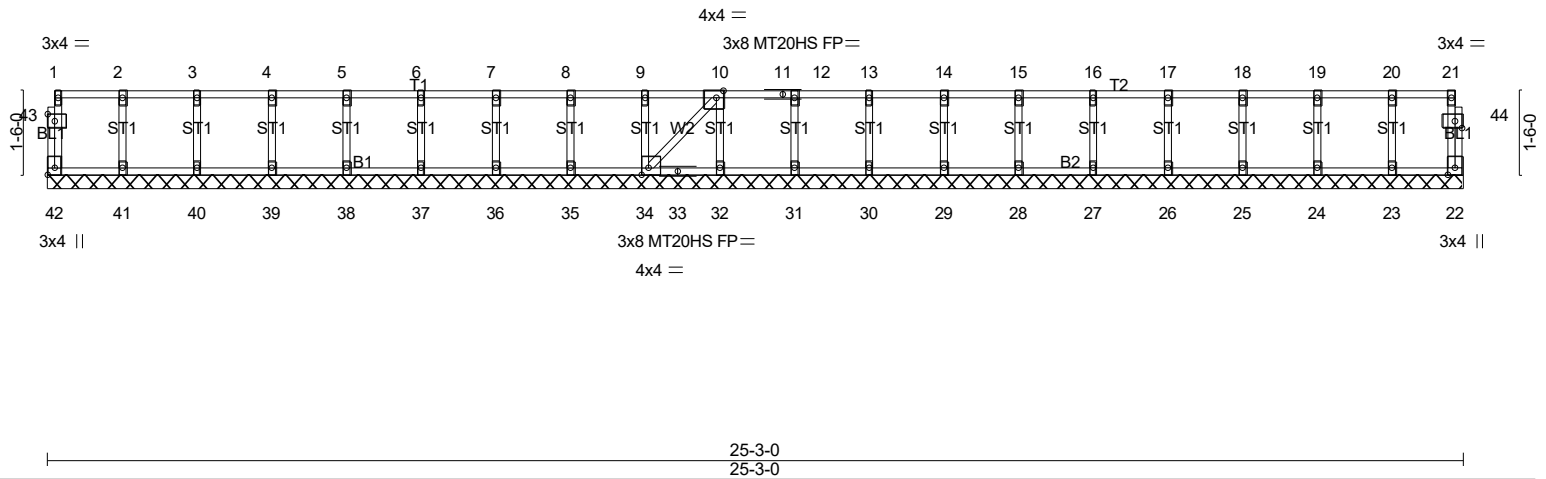 4x4 =
3x4 =
3x8 MT20HS FP=
3x4 =
1 2 3 4 5 6 7 8 9 10 11 12 13 14 15 16 17 18 19 20 21
T1 T2
43 44
1-6-0 1-6-0
BL1 ST1 ST1 ST1 ST1 ST1 ST1 ST1 ST1 W2 ST1 ST1 ST1 ST1 ST1 ST1 ST1 ST1 ST1 ST1 BL1
B1 B2
42 41 40 39 38 37 36 35 34 33 32 31 30 29 28 27 26 25 24 23 22
3x4 ||
3x8 MT20HS FP=
3x4 ||
4x4 =
25-3-0
25-3-0